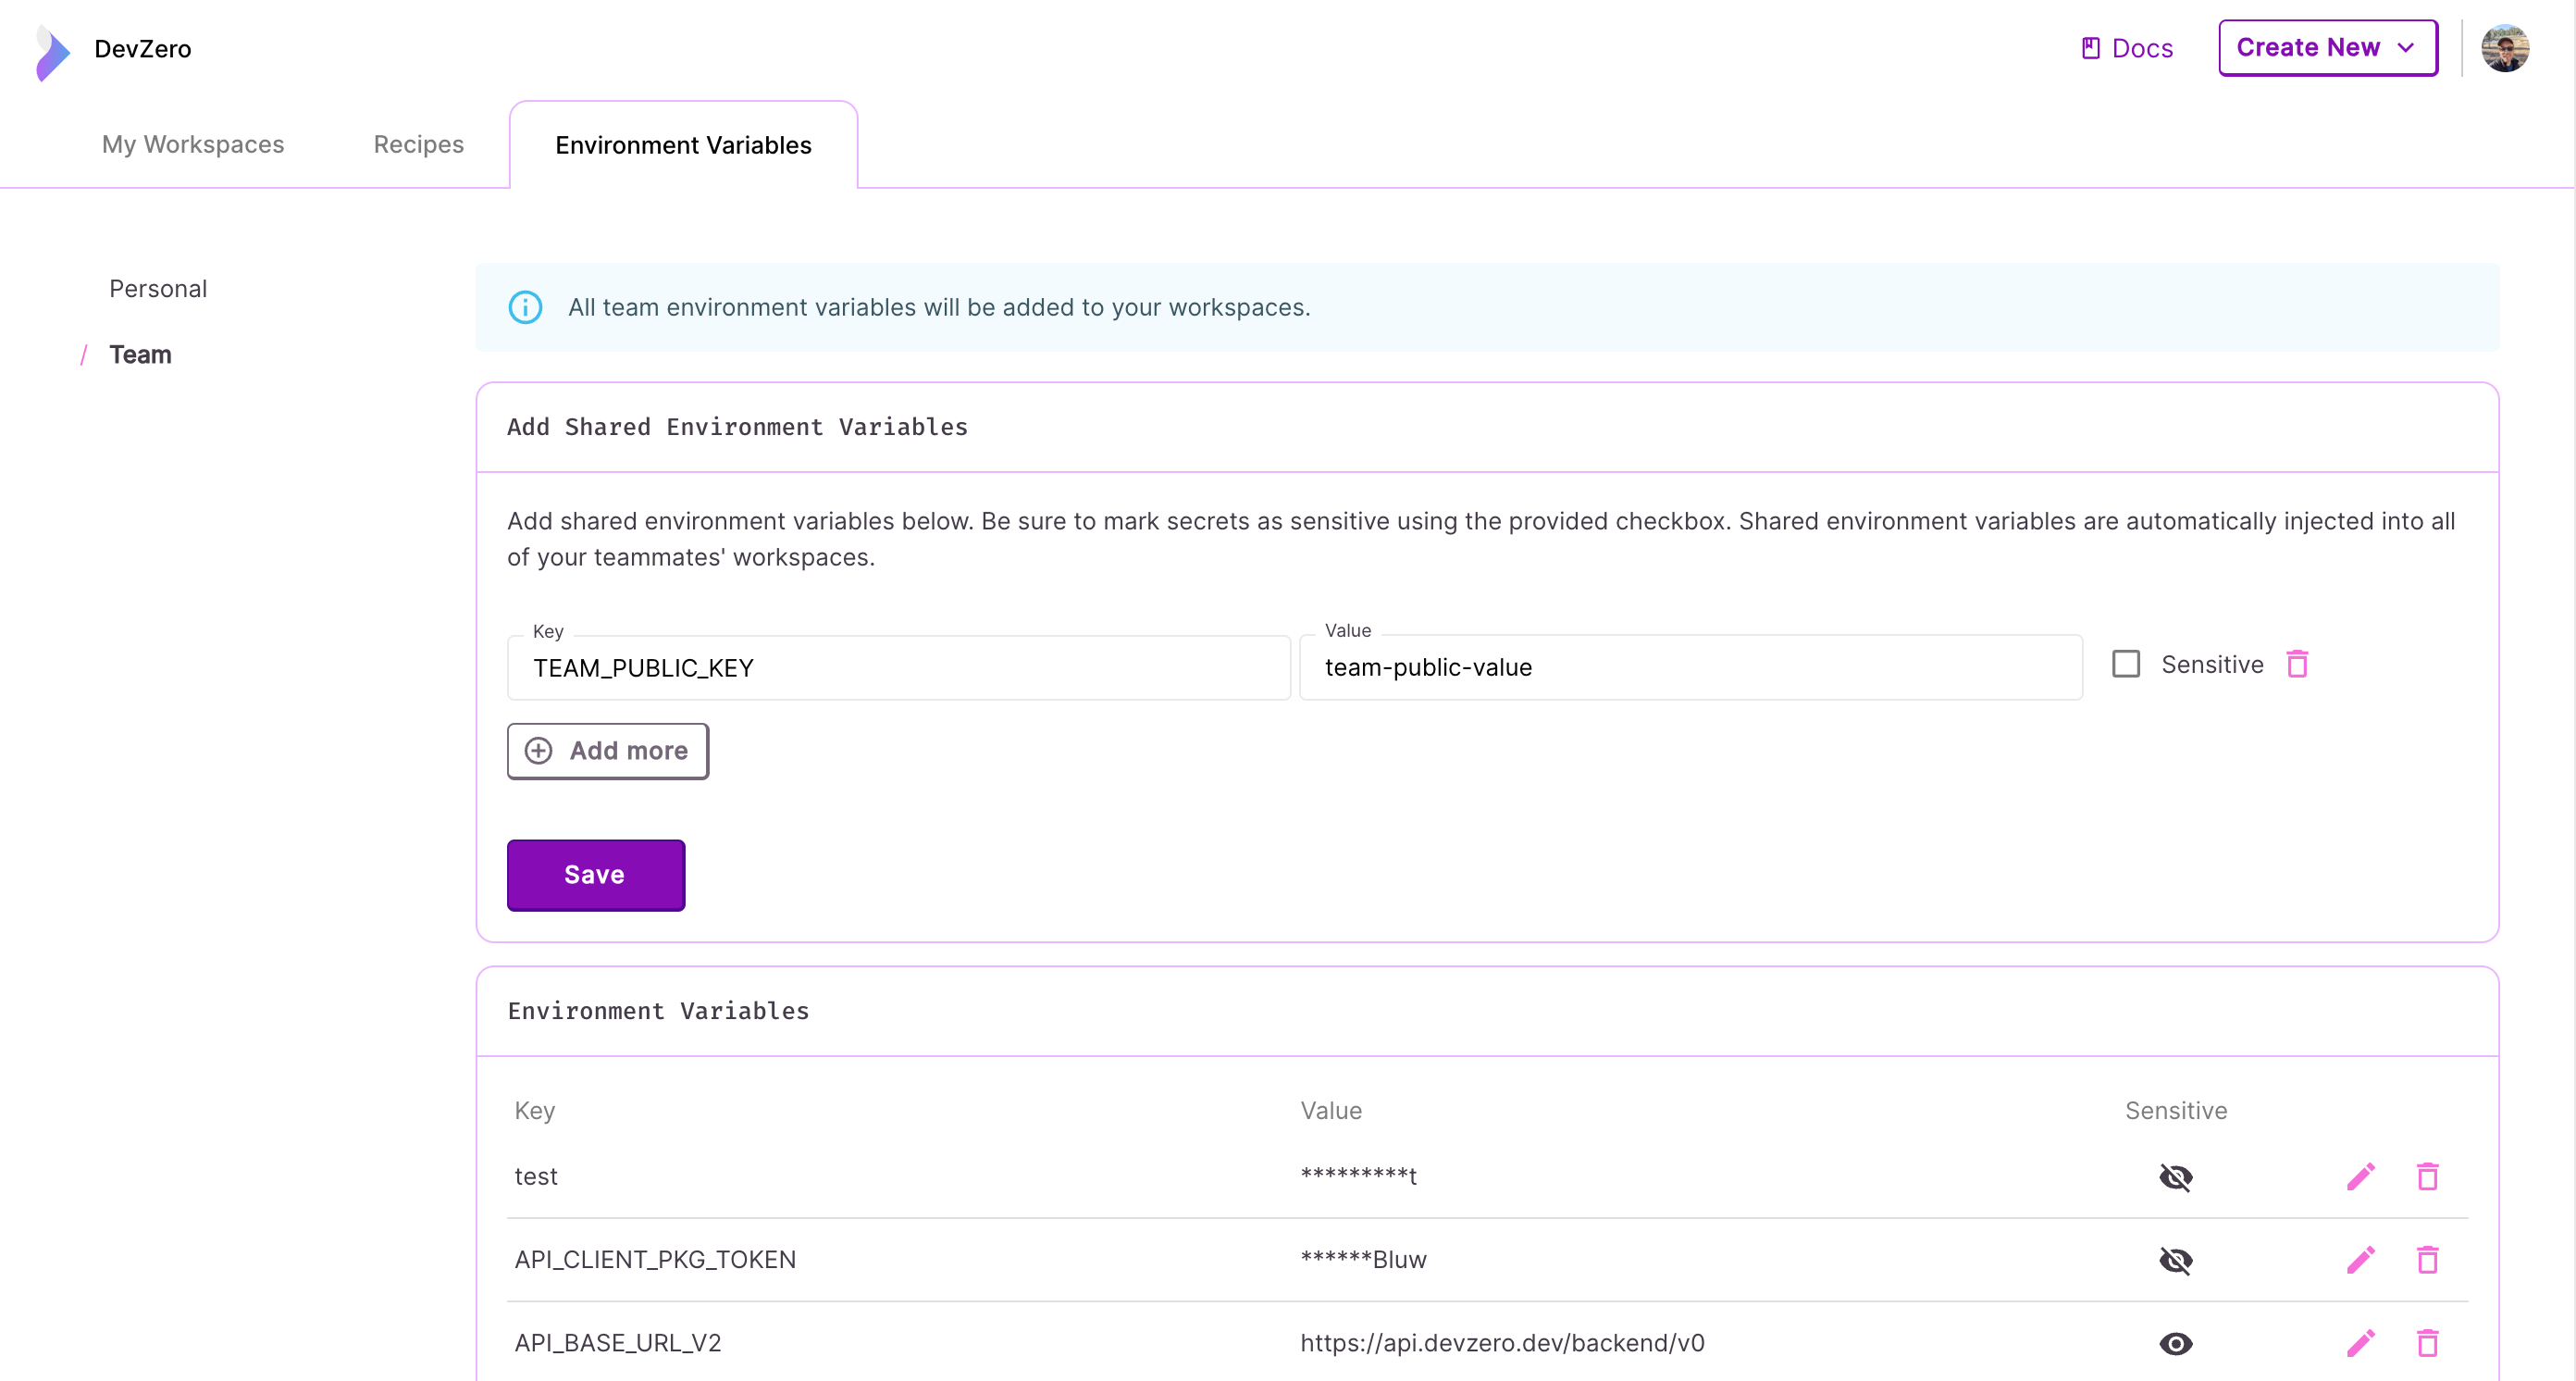 DevZero
Docs
Create New
My Workspaces
Recipes
Environment Variables
Personal
/ Team
All team environment variables will be added to your workspaces.
Add Shared Environment Variables
Add shared environment variables below. Be sure to mark secrets as sensitive using the provided checkbox. Shared environment variables are automatically injected into all
of your teammates' workspaces.
Key
Value
TEAM_PUBLIC_KEY
team-public-value
Sensitive
Add more
Save
Environment Variables
Key Value Sensitive
test *********t
API_CLIENT_PKG_TOKEN ******Bluw
API_BASE_URL_V2 https://api.devzero.dev/backend/v0